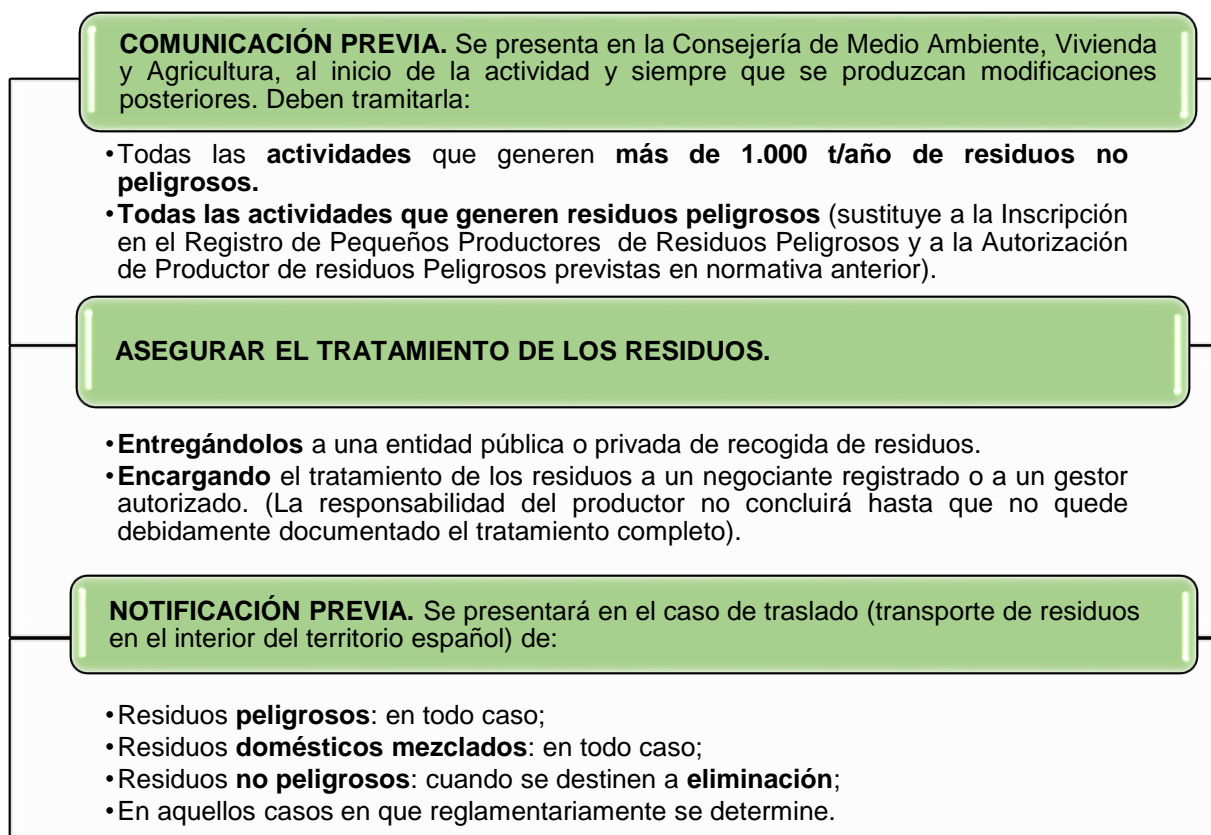 COMUNICACIÓN PREVIA. Se presenta en la Consejería de Medio Ambiente, Vivienda
y Agricultura, al inicio de la actividad y siempre que se produzcan modificaciones
posteriores. Deben tramitarla:
•Todas las actividades que generen más de 1.000 t/año de residuos no
peligrosos.
•Todas las actividades que generen residuos peligrosos (sustituye a la Inscripción
en el Registro de Pequeños Productores de Residuos Peligrosos y a la Autorización
de Productor de residuos Peligrosos previstas en normativa anterior).
ASEGURAR EL TRATAMIENTO DE LOS RESIDUOS.
•Entregándolos a una entidad pública o privada de recogida de residuos.
•Encargando el tratamiento de los residuos a un negociante registrado o a un gestor
autorizado. (La responsabilidad del productor no concluirá hasta que no quede
debidamente documentado el tratamiento completo).
NOTIFICACIÓN PREVIA. Se presentará en el caso de traslado (transporte de residuos
en el interior del territorio español) de:
•Residuos peligrosos: en todo caso;
•Residuos domésticos mezclados: en todo caso;
•Residuos no peligrosos: cuando se destinen a eliminación;
•En aquellos casos en que reglamentariamente se determine.